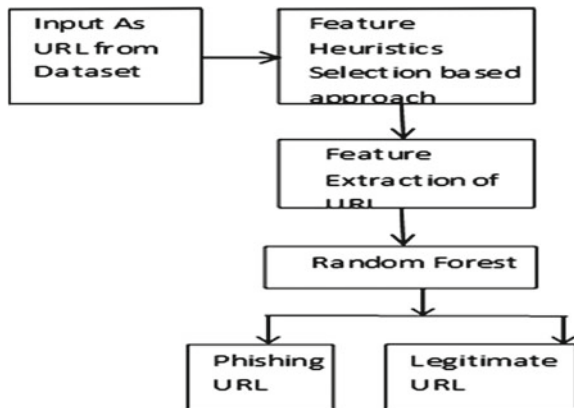 Input As
URL from
Dataset
Feature
Heuristics
Selection based
approach
Feature
Extraction of
URL
Random Forest
Phishing
URL
Legitimate
URL